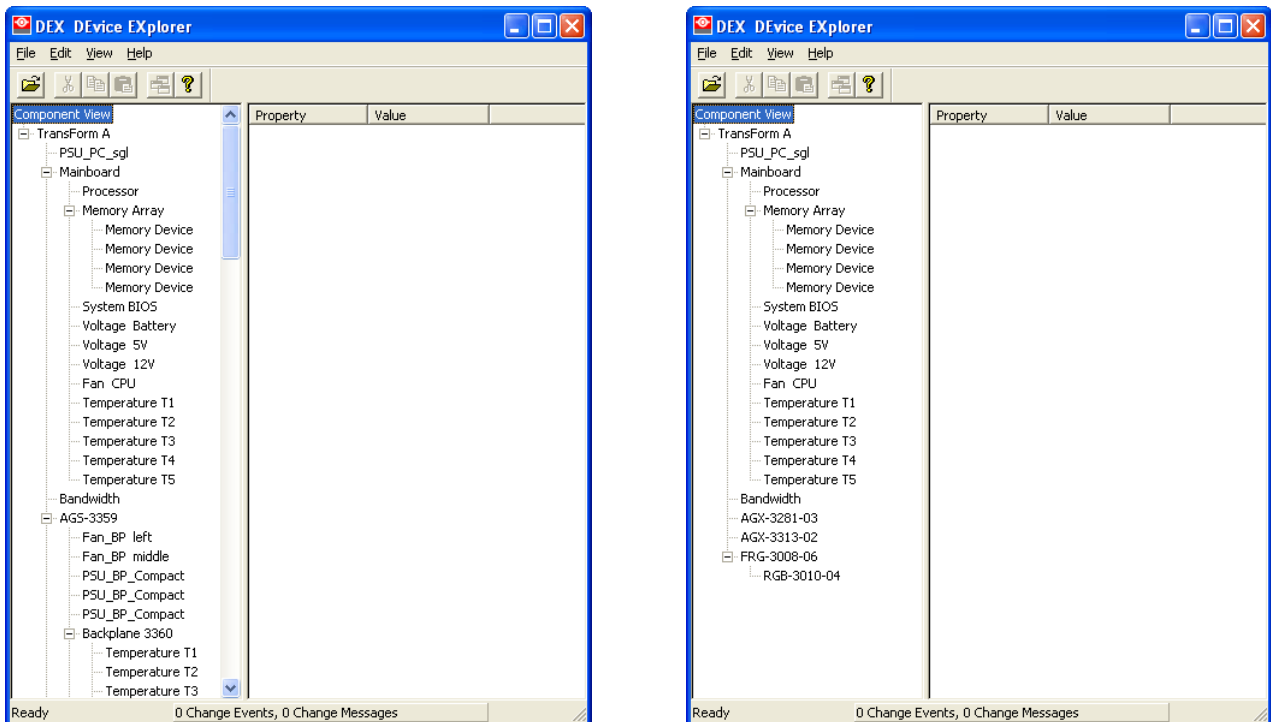 DEX DEvice EXplorer
File Edit View Help
Component View
Property Value
TransForm A
PSU_PC_sgl
Mainboard
Processor
Memory Array
Memory Device
Memory Device
Memory Device
Memory Device
System BIOS
Voltage Battery
Voltage 5V
Voltage 12V
Fan CPU
Temperature T1
Temperature T2
Temperature T3
Temperature T4
Temperature T5
Bandwidth
AGS-3359
Fan_BP left
Fan_BP middle
PSU_BP_Compact
PSU_BP_Compact
PSU_BP_Compact
Backplane 3360
Temperature T1
Temperature T2
Temperature T3
Ready 0 Change Events, 0 Change Messages
DEX DEvice EXplorer
File Edit View Help
Component View
Property Value
TransForm A
PSU_PC_sgl
Mainboard
Processor
Memory Array
Memory Device
Memory Device
Memory Device
Memory Device
System BIOS
Voltage Battery
Voltage 5V
Voltage 12V
Fan CPU
Temperature T1
Temperature T2
Temperature T3
Temperature T4
Temperature T5
Bandwidth
AGX-3281-03
AGX-3313-02
FRG-3008-06
RGB-3010-04
Ready 0 Change Events, 0 Change Messages